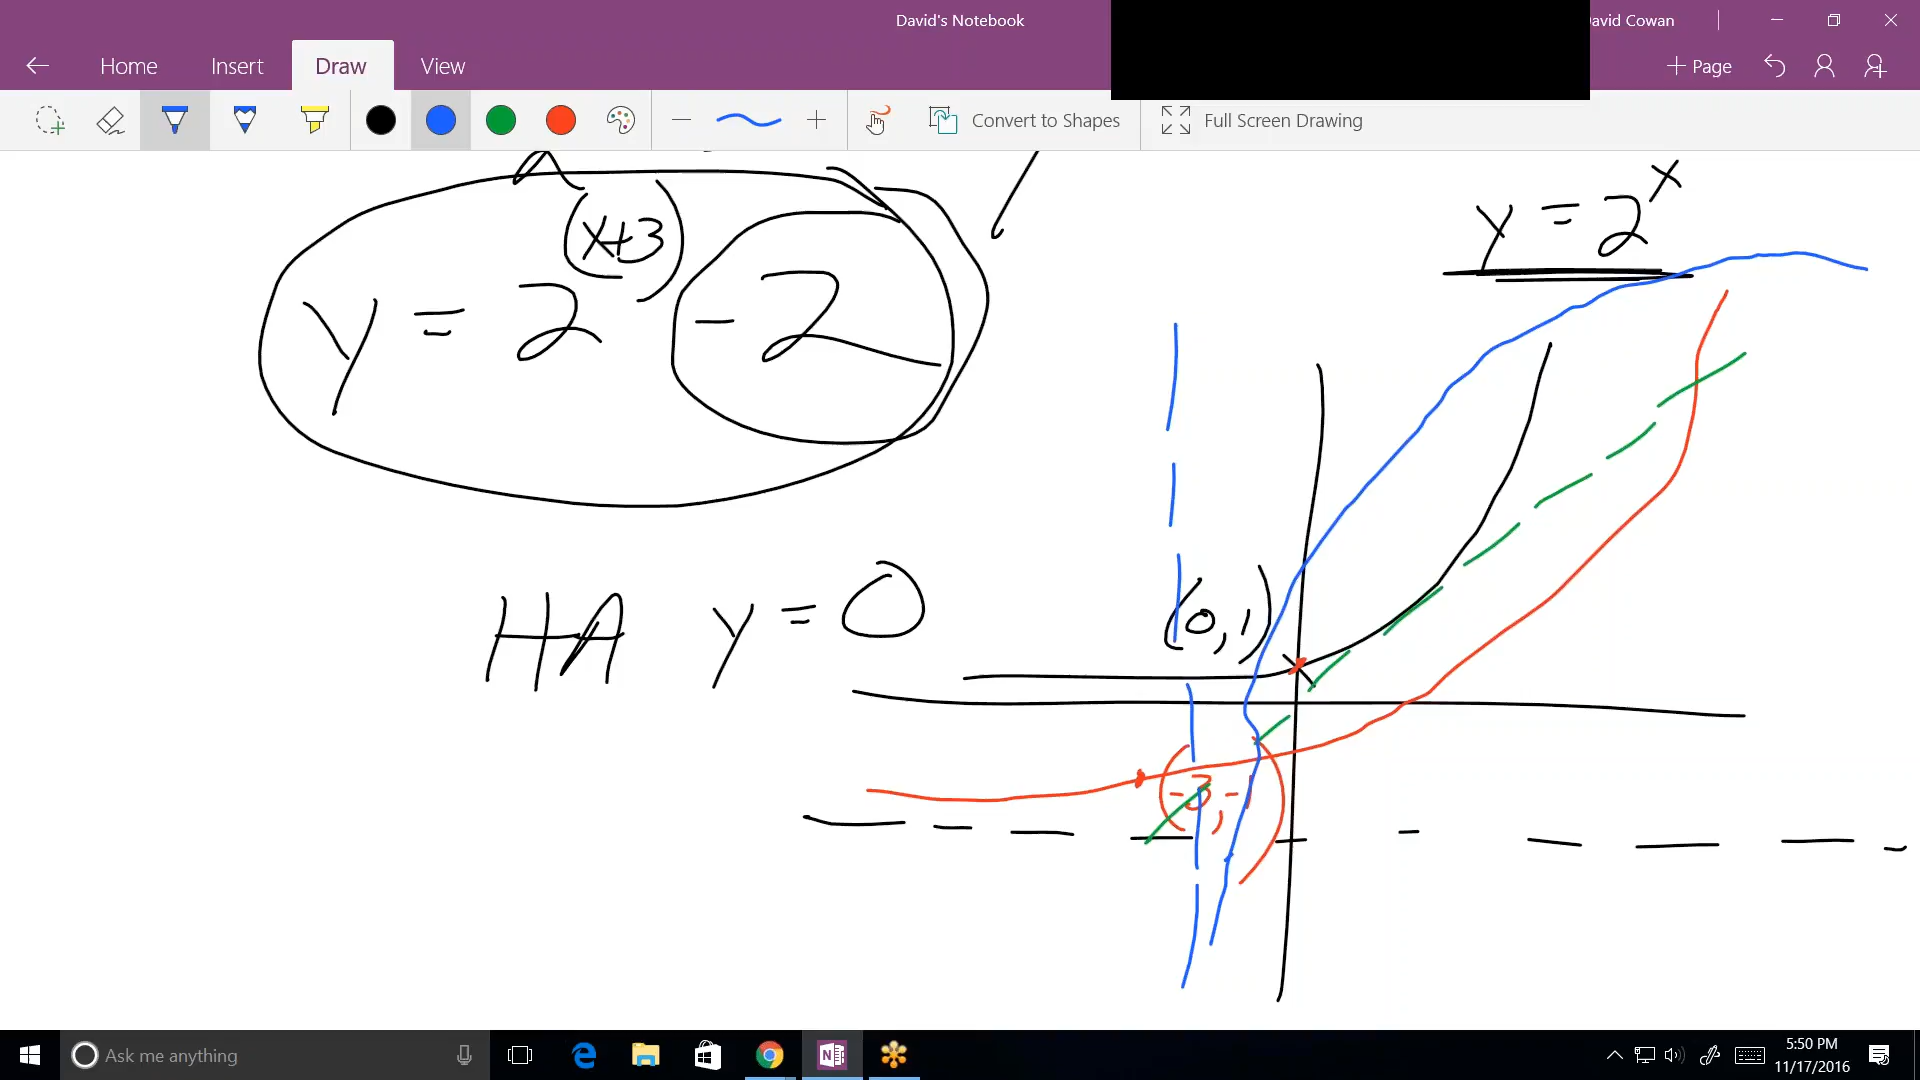 David's Notebook
avid Cowan
Home
Insert
Draw
View
Page
Convert to Shapes
Full Screen Drawing
y = 2^(x+3) - 2
y = 2^x
HA y = 0
(0, 1)
(-3, -1)
Ask me anything
5:50 PM
11/17/2016